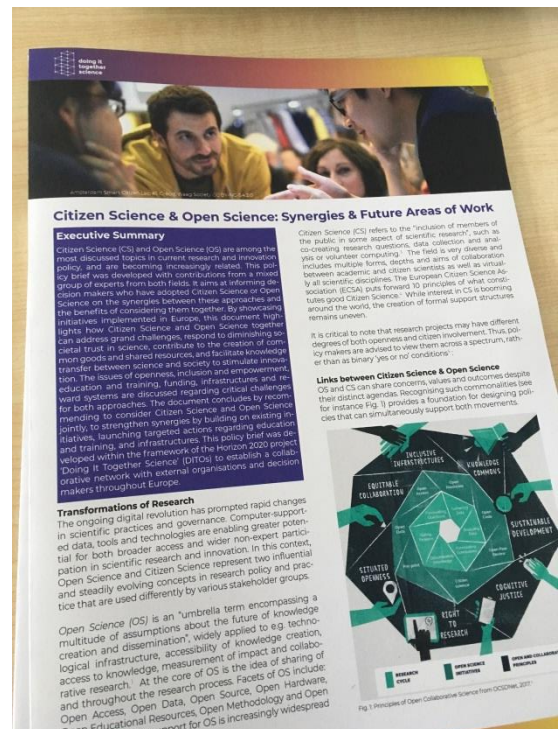 doing it
together
science
Citizen Science & Open Science: Synergies & Future Areas of Work
Executive Summary
Citizen Science (CS) and Open Science (OS) are among the
most discussed topics in current research and innovation
policy, and are becoming increasingly related. This pol-
icy brief was developed with contributions from a mixed
group of experts from both fields. It aims at informing de-
cision makers who have adopted Citizen Science or Open
Science on the synergies between these approaches and
the benefits of considering them together. By showcasing
initiatives implemented in Europe, this document high-
lights how Citizen Science and Open Science together
can address grand challenges, respond to diminishing so-
cietal trust in science, contribute to the creation of com-
mon goods and shared resources, and facilitate knowledge
transfer between science and society to stimulate innova-
tion. The issues of openness, inclusion and empowerment,
education and training, funding, infrastructures and re-
ward systems are discussed regarding critical challenges
for both approaches. The document concludes by recom-
mending to consider Citizen Science and Open Science
jointly, to strengthen synergies by building on existing in-
itiatives, launching targeted actions regarding education
and training, and infrastructures. This policy brief was de-
veloped within the framework of the Horizon 2020 project
'Doing It Together Science' (DITOs) to establish a collab-
orative network with external organisations and decision
makers throughout Europe.
Transformations of Research
The ongoing digital revolution has prompted rapid changes
in scientific practices and governance. Computer-support-
ed data, tools and technologies are enabling greater poten-
tial for both broader access and wider non-expert partici-
pation in scientific research and innovation. In this context,
Open Science and Citizen Science represent two influential
and steadily evolving concepts in research policy and prac-
tice that are used differently by various stakeholder groups.
Open Science (OS) is an "umbrella term encompassing a
multitude of assumptions about the future of knowledge
creation and dissemination", widely applied to e.g. techno-
logical infrastructure, accessibility of knowledge creation,
access to knowledge, measurement of impact and collabo-
rative research. At the core of OS is the idea of sharing of
and throughout the research process. Facets of OS include:
Open Access, Open Data, Open Source, Open Hardware,
Open Educational Resources, Open Methodology and Open
support for OS is increasingly widespread
Citizen Science (CS) refers to the "inclusion of members of
the public in some aspect of scientific research", such as
co-creating, research questions, data collection and anal-
ysis or volunteer computing. The field is very diverse and
includes multiple forms, depths and aims of collaboration
between academic and citizen scientists as well as virtual-
ly all scientific disciplines. The European Citizen Science As-
sociation (ECSA) puts forward 10 principles of what consti-
tutes good Citizen Science. While interest in CS is booming
around the world, the creation of formal support structures
remains uneven.
It is critical to note that research projects may have different
degrees of both openness and citizen involvement. Thus, pol-
icy makers are advised to view them across a spectrum, rath-
er than as binary 'yes or no' conditions
Links between Citizen Science & Open Science
OS and CS can share concerns, values and outcomes despite
their distinct agenda. Recognising such commonalities (see
for instance Fig. 1) provides a foundation for designing poli-
cies that can simultaneously support both movements.
INCLUSIVE
INFRASTRUCTURES
KNOWLEDGE
COMMONS
EQUITABLE
COLLABORATION
SUSTAINABLE
DEVELOPMENT
SITUATED
OPENNESS
COGNITIVE
JUSTICE
RIGHT
TO
RESEARCH
RESEARCH
CYCLE
OPEN SCIENCE
INITIATIVES
OPEN AND COLLABORATIVE
PRINCIPLES
Fig. 1: Principles of Open Collaborative Science from OCSDNet, 2017.